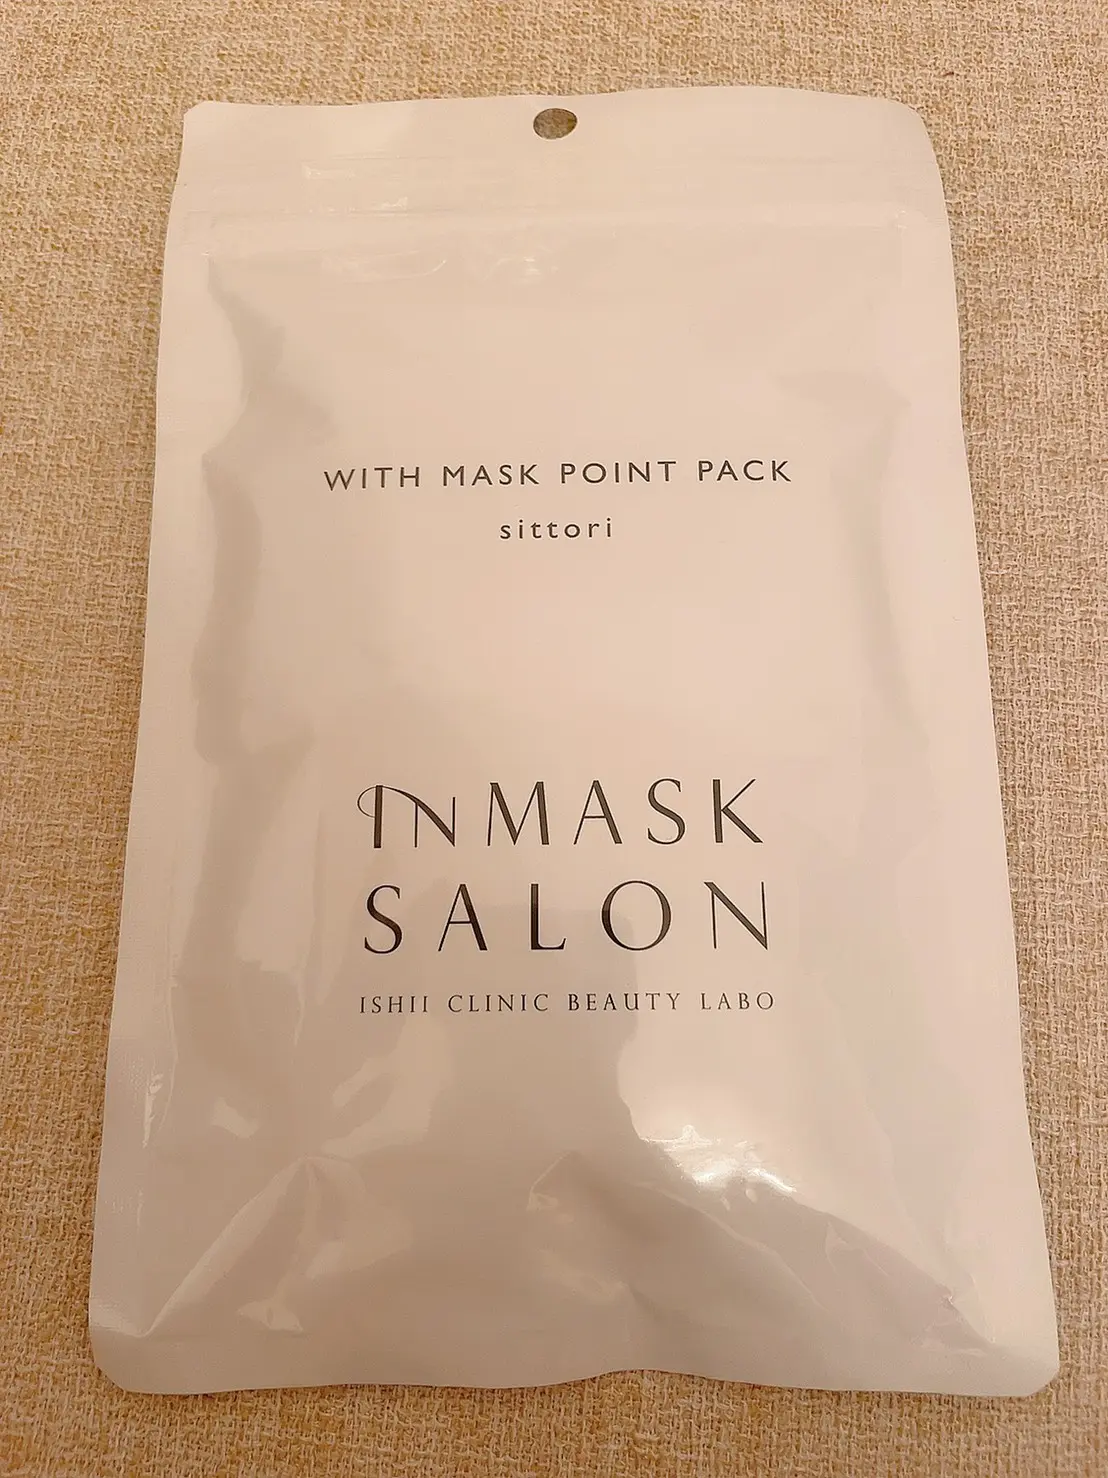 WITH MASK POINT PACK
sittori
INMASK
SALON
ISHII CLINIC BEAUTY LABO